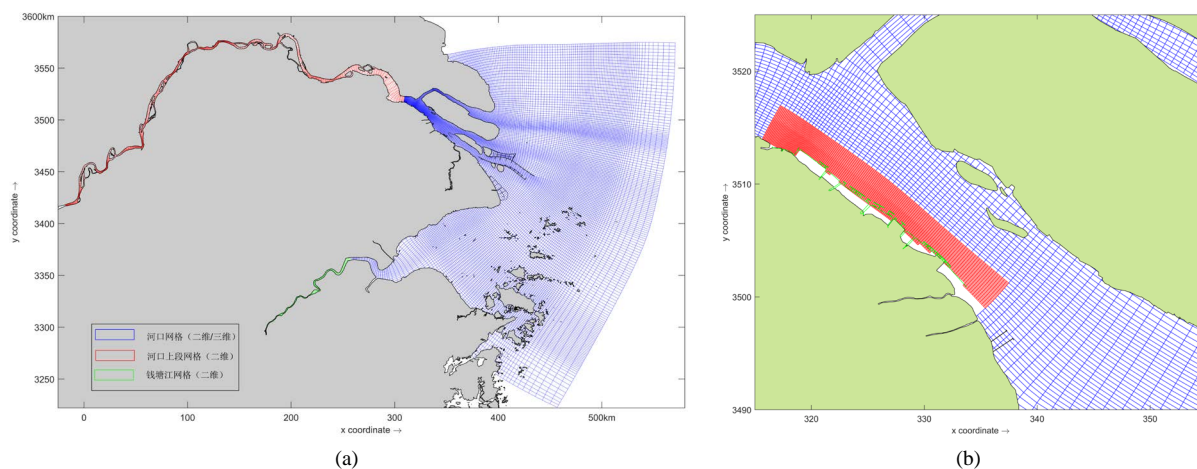 3600km
3550
3500
3450
3400
3350
3300
3250
y coordinate →
河口网格（二维/三维）
河口上段网格（二维）
钱塘江网格（二维）
0 100 200 300 400 500km
x coordinate →
(a)
3520
3510
3500
3490
y coordinate →
320 330 340 350
x coordinate →
(b)